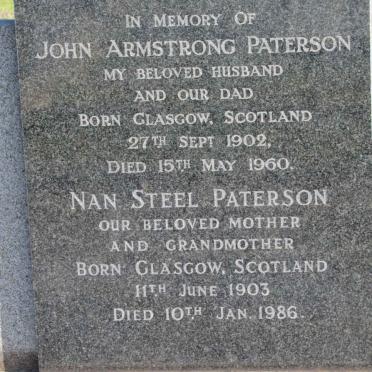 IN MEMORY OF
JOHN ARMSTRONG PATERSON
MY BELOVED HUSBAND
AND OUR DAD
BORN GLASGOW, SCOTLAND
27TH SEPT 1902,
DIED 15TH MAY 1960.
NAN STEEL PATERSON
OUR BELOVED MOTHER
AND GRANDMOTHER
BORN GLASGOW, SCOTLAND
11TH JUNE 1903
DIED 10TH JAN. 1986.